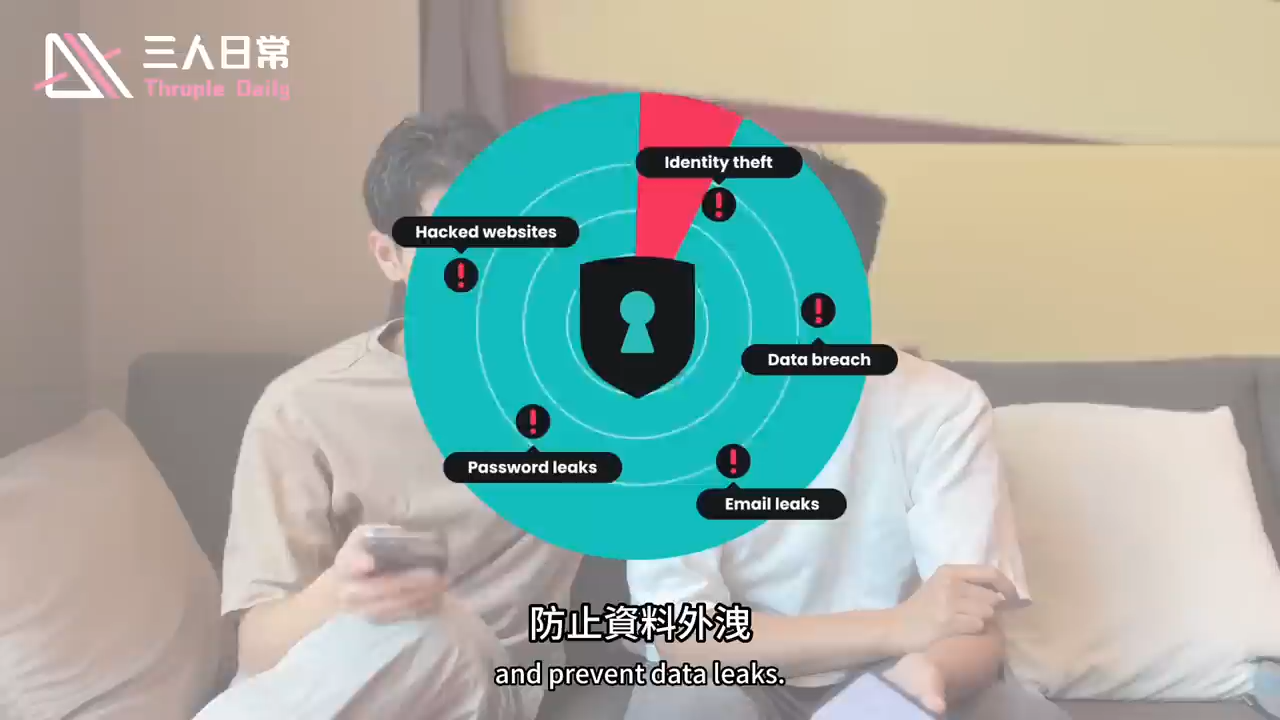 三人日常
Thruple Daily
Identity theft
Hacked websites
Data breach
Password leaks
Email leaks
防止資料外洩
and prevent data leaks.